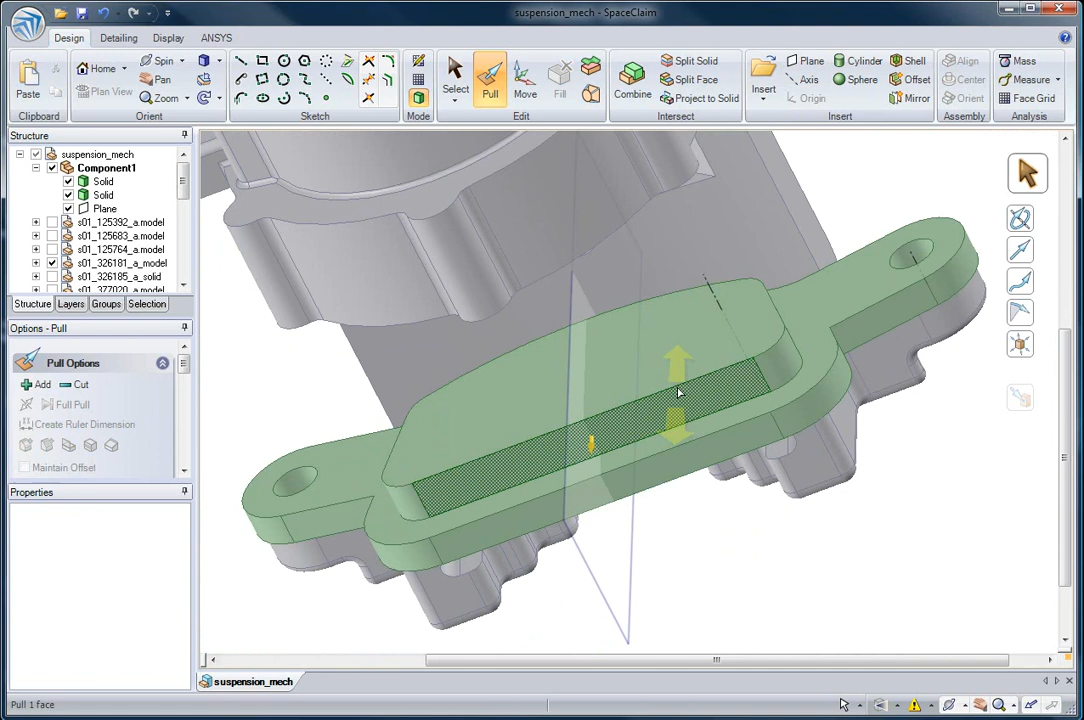 suspension_mech - SpaceClaim
Design Detailing Display ANSYS
Paste
Clipboard
Home Spin
Plan View Pan
Zoom
Orient
Sketch
Mode
Select Pull Move Fill
Edit
Combine
Split Solid
Split Face
Project to Solid
Intersect
Insert
Plane Cylinder Shell
Axis Sphere Offset
Origin Mirror
Insert
Align
Center
Orient
Assembly
Mass
Measure
Face Grid
Analysis
Structure
suspension_mech
Component1
Solid
Solid
Plane
s01_125392_a.model
s01_125683_a.model
s01_125764_a.model
s01_326181_a_model
s01_326185_a_solid
s01_377020_a.model
Structure Layers Groups Selection
Options - Pull
Pull Options
Add Cut
Full Pull
Create Ruler Dimension
Maintain Offset
Properties
suspension_mech
Pull 1 face